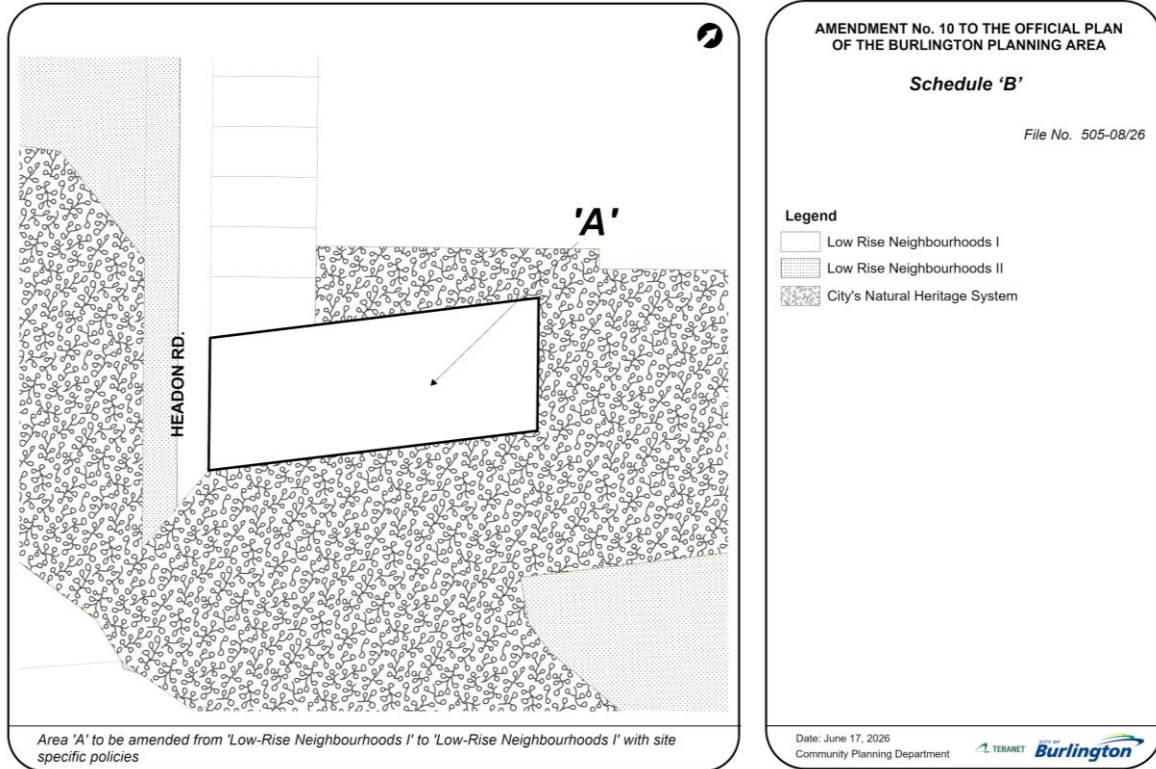 'A'
HEADON RD.
Area 'A' to be amended from 'Low-Rise Neighbourhoods I' to 'Low-Rise Neighbourhoods I' with site
specific policies
AMENDMENT No. 10 TO THE OFFICIAL PLAN
OF THE BURLINGTON PLANNING AREA
Schedule 'B'
File No. 505-08/26
Legend
Low Rise Neighbourhoods I
Low Rise Neighbourhoods II
City's Natural Heritage System
Date: June 17, 2026
Community Planning Department
TERANET
CITY OF
Burlington